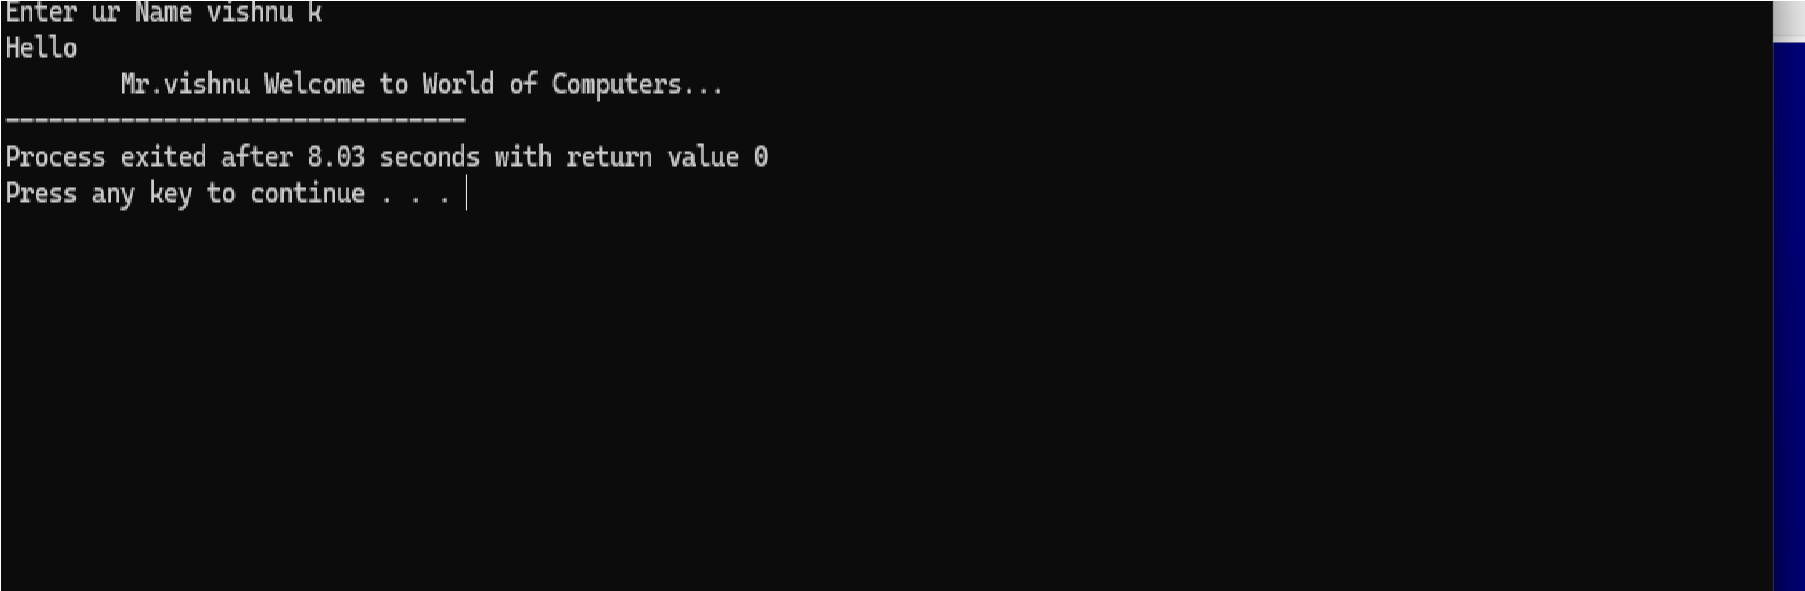 Enter ur Name vishnu k
Hello
        Mr.vishnu Welcome to World of Computers...
--------------------------------
Process exited after 8.03 seconds with return value 0
Press any key to continue . . .